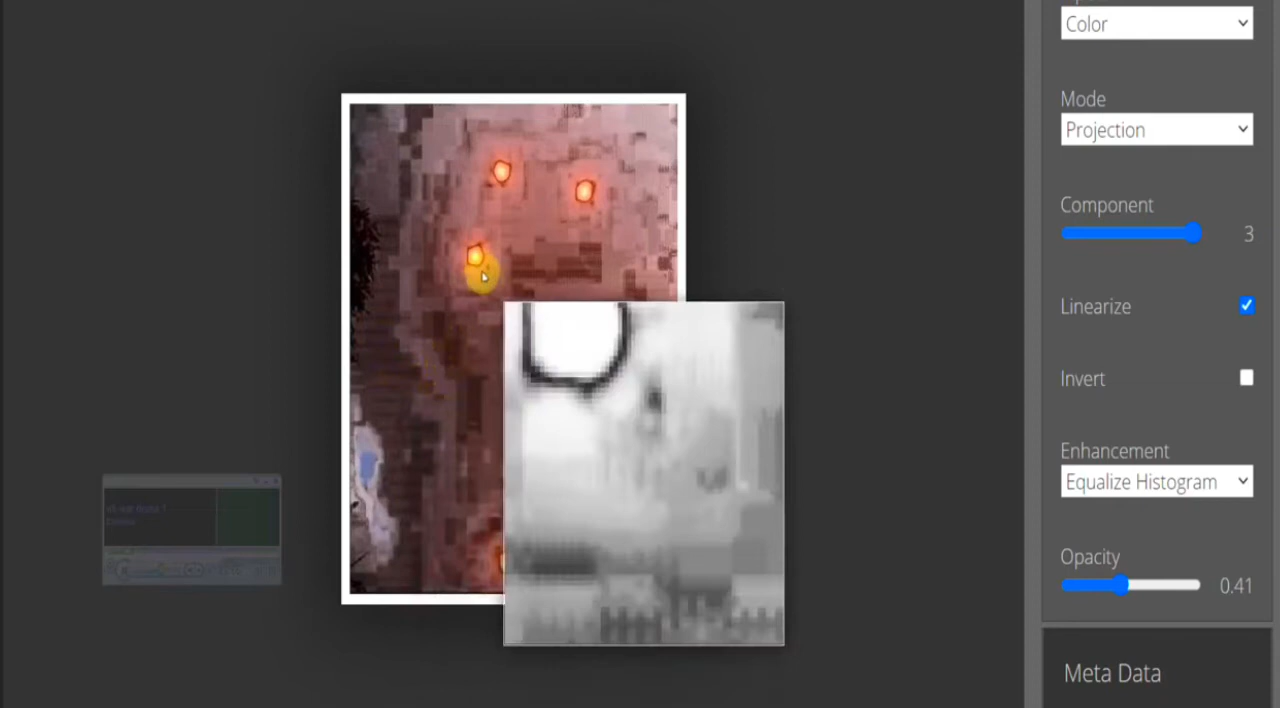 Color
Mode
Projection
Component
3
Linearize
Invert
Enhancement
Equalize Histogram
Opacity
0.41
Meta Data